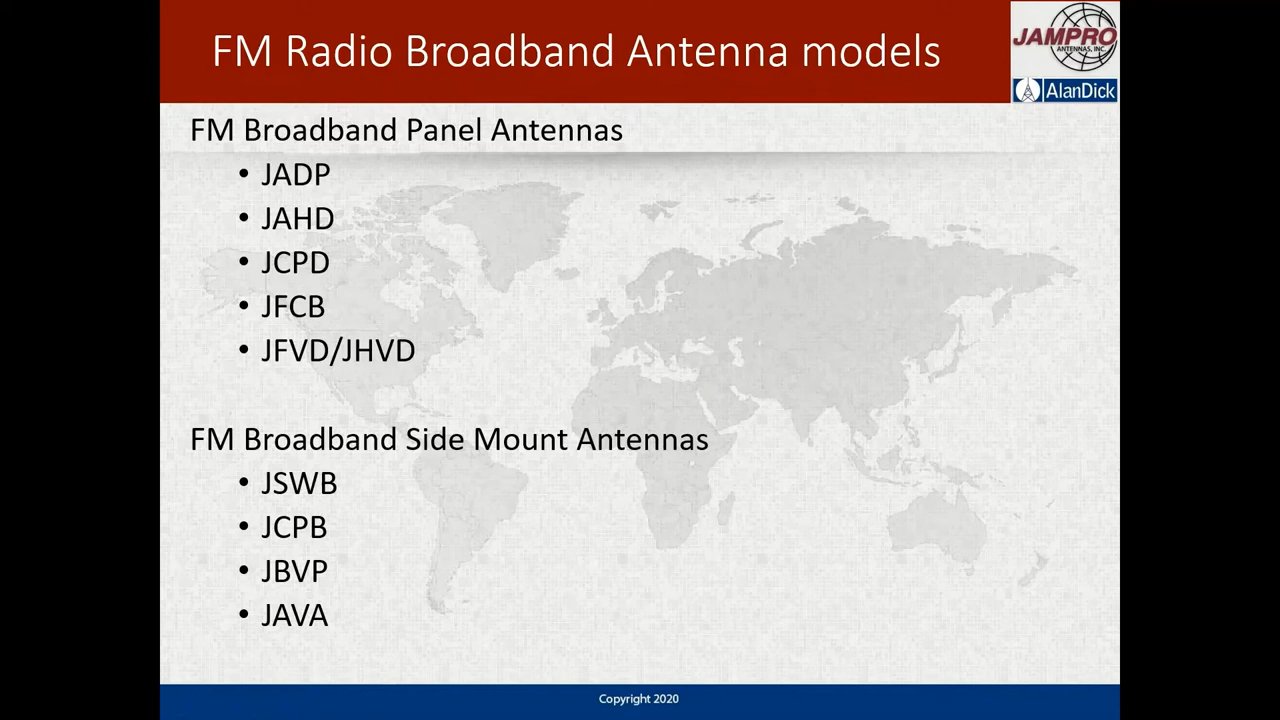 FM Radio Broadband Antenna models
JAMPRO
ANTENNAS, INC.
AlanDick
FM Broadband Panel Antennas
• JADP
• JAHD
• JCPD
• JFCB
• JFVD/JHVD
FM Broadband Side Mount Antennas
• JSWB
• JCPB
• JBVP
• JAVA
Copyright 2020